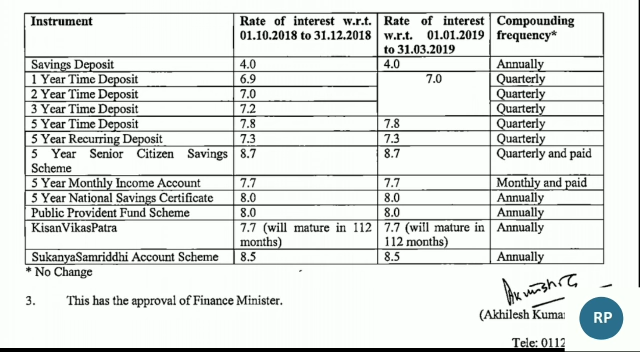 Instrument Rate of interest w.r.t. 01.10.2018 to 31.12.2018 Rate of interest w.r.t. 01.01.2019 to 31.03.2019 Compounding frequency*
Savings Deposit 4.0 4.0 Annually
1 Year Time Deposit 6.9 7.0 Quarterly
2 Year Time Deposit 7.0 Quarterly
3 Year Time Deposit 7.2 Quarterly
5 Year Time Deposit 7.8 7.8 Quarterly
5 Year Recurring Deposit 7.3 7.3 Quarterly
5 Year Senior Citizen Savings Scheme 8.7 8.7 Quarterly and paid
5 Year Monthly Income Account 7.7 7.7 Monthly and paid
5 Year National Savings Certificate 8.0 8.0 Annually
Public Provident Fund Scheme 8.0 8.0 Annually
KisanVikasPatra 7.7 (will mature in 112 months) 7.7 (will mature in 112 months) Annually
SukanyaSamriddhi Account Scheme 8.5 8.5 Annually
* No Change
3. This has the approval of Finance Minister.
(Akhilesh Kuma
RP
Tele: 0112